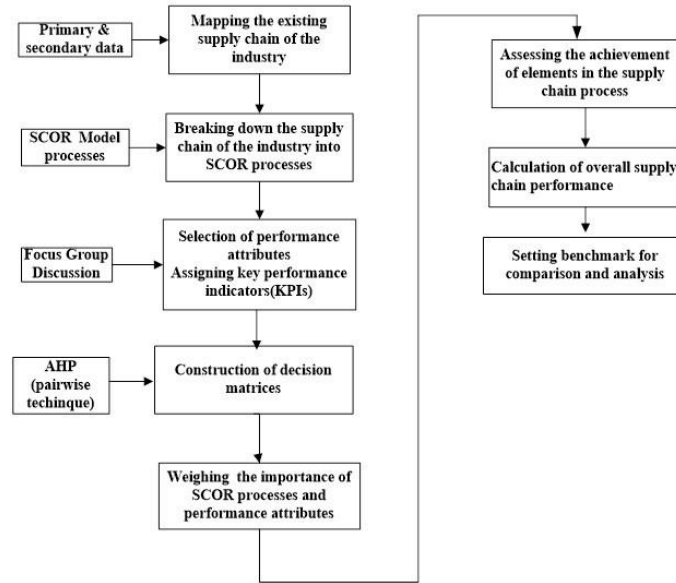 Primary &
secondary data
Mapping the existing
supply chain of the
industry
SCOR Model
processes
Breaking down the supply
chain of the industry into
SCOR processes
Focus Group
Discussion
Selection of performance
attributes
Assigning key performance
indicators(KPIs)
AHP
(pairwise
techinque)
Construction of decision
matrices
Weighing the importance of
SCOR processes and
performance attributes
Assessing the achievement
of elements in the supply
chain process
Calculation of overall supply
chain performance
Setting benchmark for
comparison and analysis